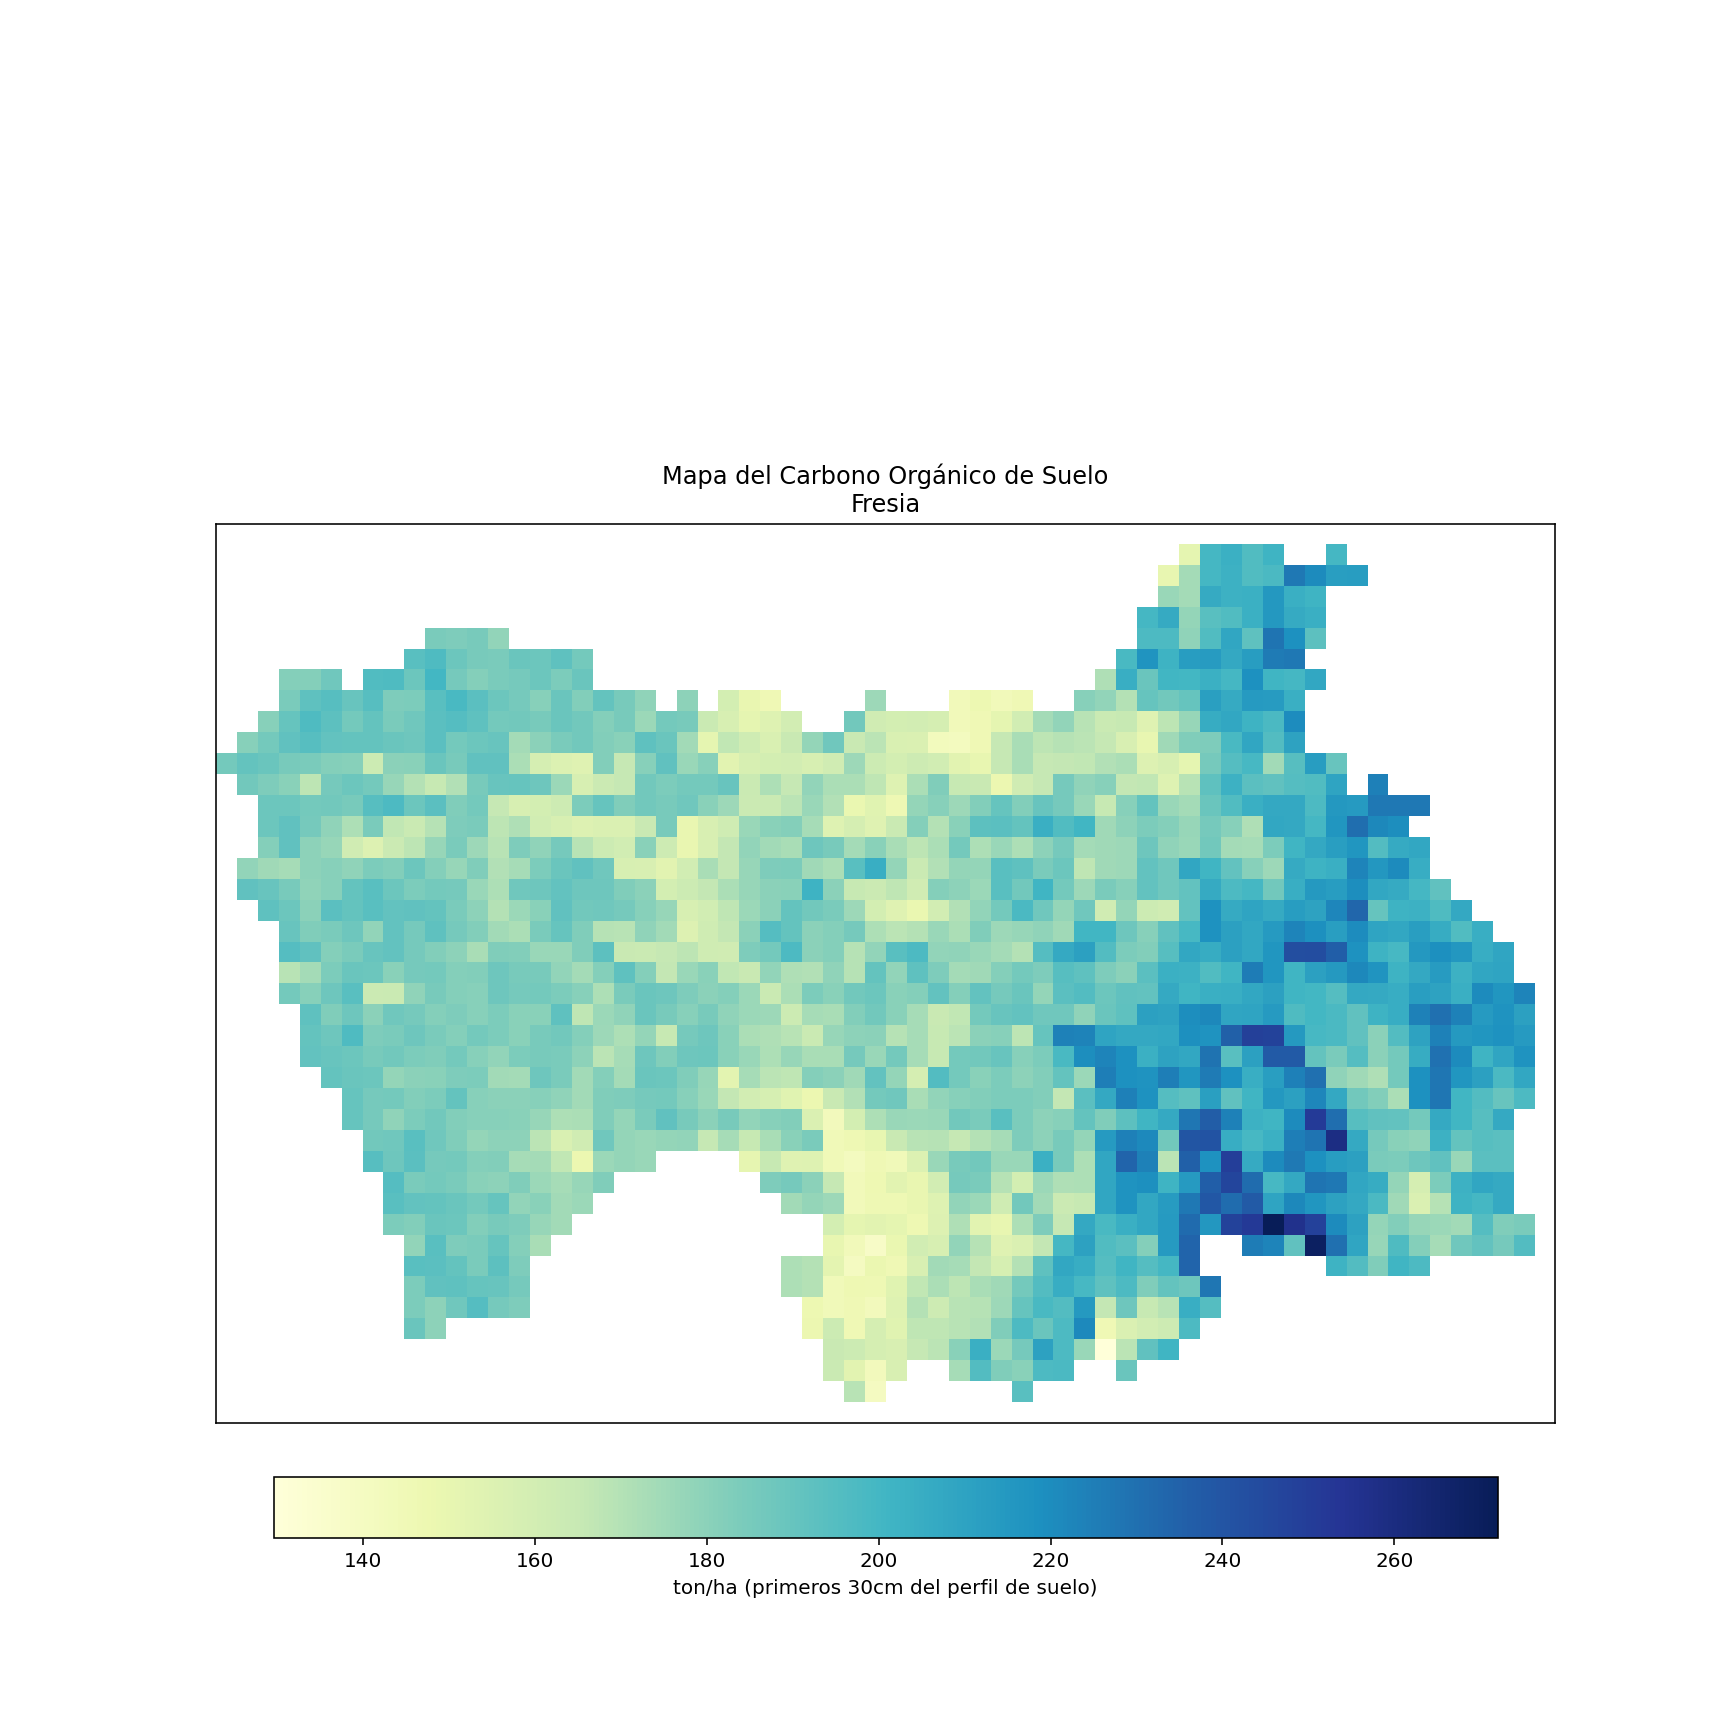 Mapa del Carbono Orgánico de Suelo
Fresia
140 160 180 200 220 240 260
ton/ha (primeros 30cm del perfil de suelo)